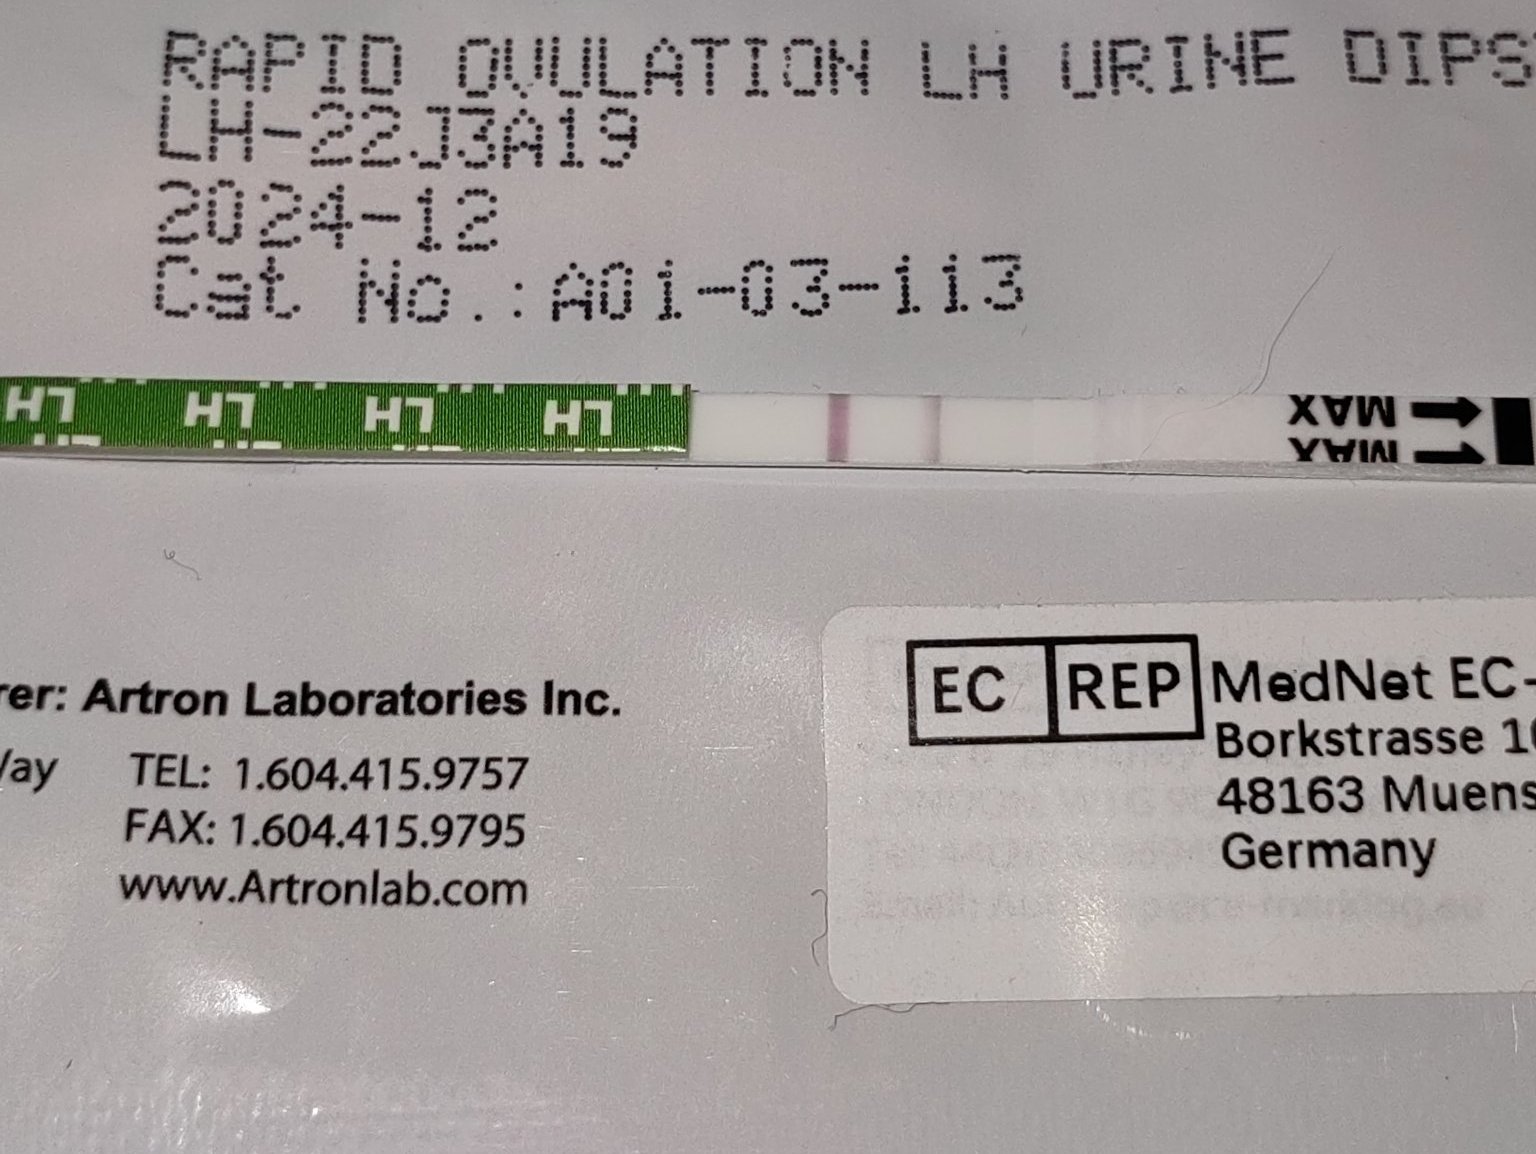 RAPID OVULATION LH URINE DIPS
LH-22J3A19
2024-12
Cat No.: A01-03-113
LH LH LH LH
MAX
MAX
rer: Artron Laboratories Inc.
Way
TEL: 1.604.415.9757
FAX: 1.604.415.9795
www.Artronlab.com
EC REP
MedNet EC-
Borkstrasse 10
48163 Muens
Germany